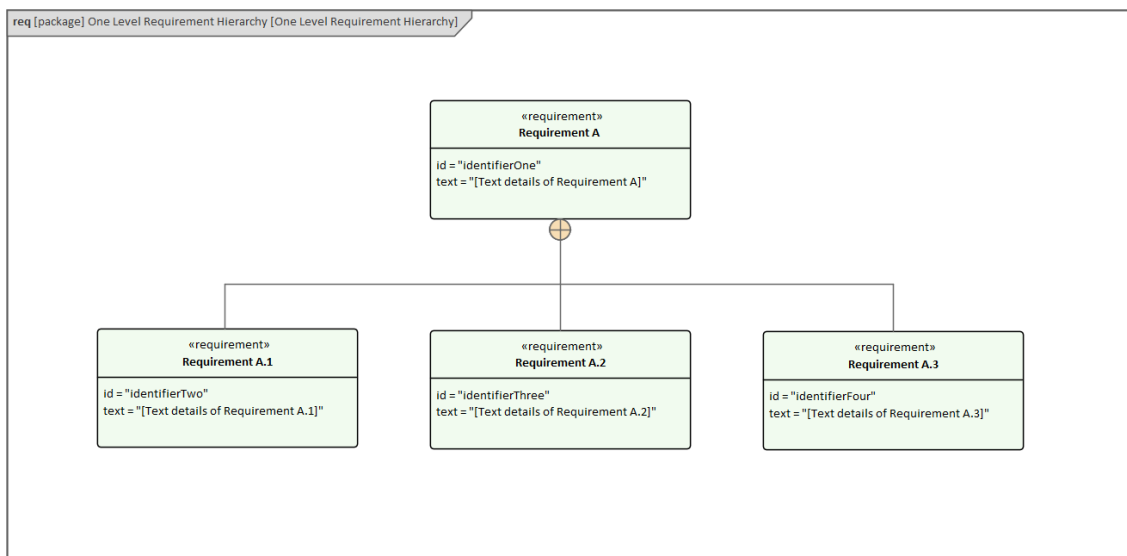 req [package] One Level Requirement Hierarchy [One Level Requirement Hierarchy]
«requirement»
Requirement A
id = "identifierOne"
text = "[Text details of Requirement A]"
«requirement»
Requirement A.1
id = "identifierTwo"
text = "[Text details of Requirement A.1]"
«requirement»
Requirement A.2
id = "identifierThree"
text = "[Text details of Requirement A.2]"
«requirement»
Requirement A.3
id = "identifierFour"
text = "[Text details of Requirement A.3]"